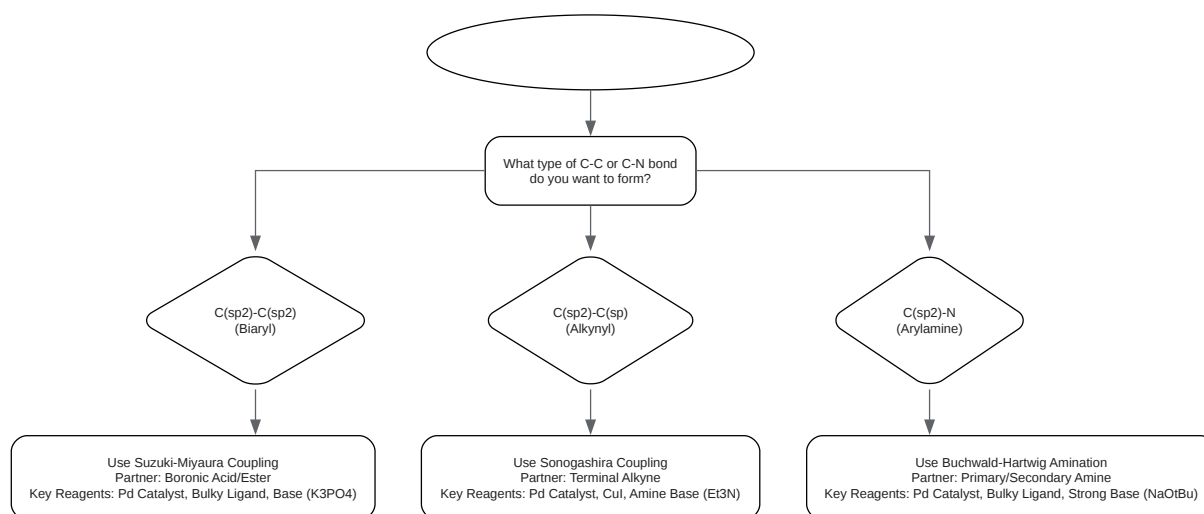 What type of C-C or C-N bond
do you want to form?
C(sp2)-C(sp2)
(Biaryl)
C(sp2)-C(sp)
(Alkynyl)
C(sp2)-N
(Arylamine)
Use Suzuki-Miyaura Coupling
Partner: Boronic Acid/Ester
Key Reagents: Pd Catalyst, Bulky Ligand, Base (K3PO4)
Use Sonogashira Coupling
Partner: Terminal Alkyne
Key Reagents: Pd Catalyst, CuI, Amine Base (Et3N)
Use Buchwald-Hartwig Amination
Partner: Primary/Secondary Amine
Key Reagents: Pd Catalyst, Bulky Ligand, Strong Base (NaOtBu)